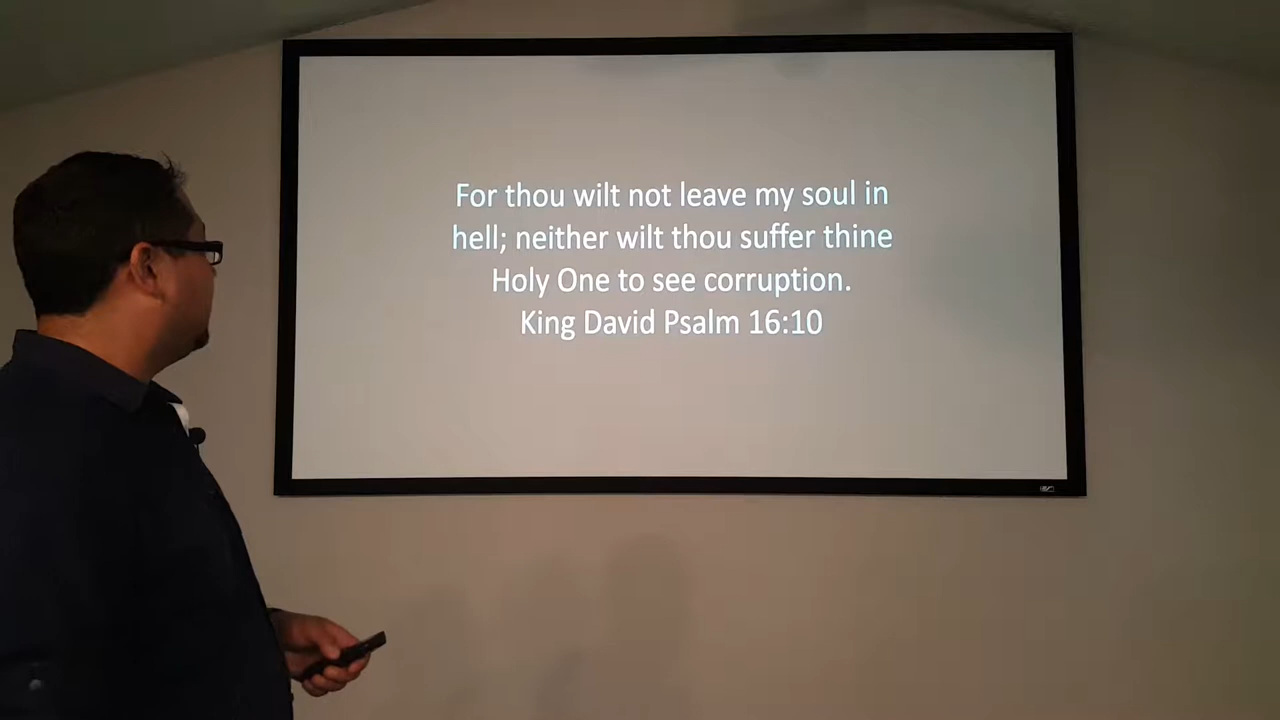 For thou wilt not leave my soul in
hell; neither wilt thou suffer thine
Holy One to see corruption.
King David Psalm 16:10